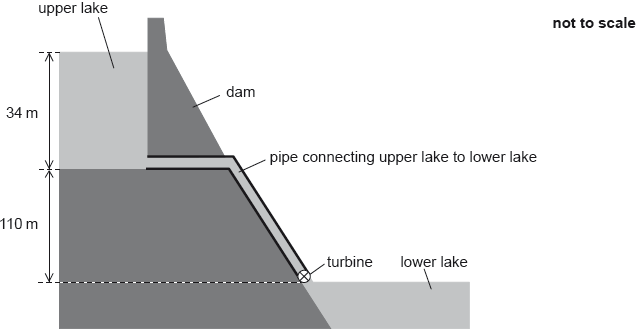 upper lake
not to scale
34 m
dam
pipe connecting upper lake to lower lake
110 m
turbine
lower lake